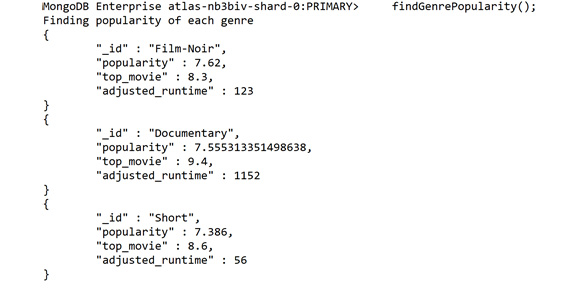 MongoDB Enterprise atlas-nb3biv-shard-0:PRIMARY>     findGenrePopularity();
Finding popularity of each genre
{
        "_id" : "Film-Noir",
        "popularity" : 7.62,
        "top_movie" : 8.3,
        "adjusted_runtime" : 123
}
{
        "_id" : "Documentary",
        "popularity" : 7.555313351498638,
        "top_movie" : 9.4,
        "adjusted_runtime" : 1152
}
{
        "_id" : "Short",
        "popularity" : 7.386,
        "top_movie" : 8.6,
        "adjusted_runtime" : 56
}